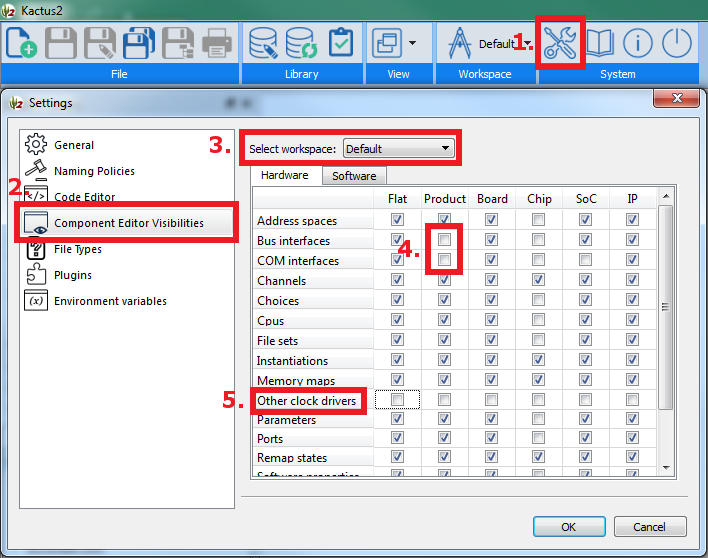 Kactus2
Default
1.
File
Library
View
Workspace
System
Settings
General
Naming Policies
Code Editor
2.
Component Editor Visibilities
File Types
Plugins
(x) Environment variables
3.
Select workspace: Default
Hardware Software
Flat Product Board Chip SoC IP
Address spaces
Bus interfaces
4.
COM interfaces
Channels
Choices
Cpus
File sets
Instantiations
Memory maps
5.
Other clock drivers
Parameters
Ports
Remap states
Software properties
OK Cancel